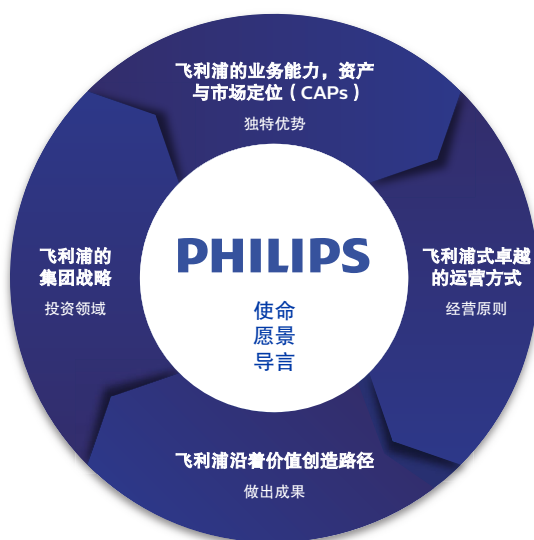 飞利浦的业务能力，资产
与市场定位（CAPs）
独特优势
飞利浦的
集团战略
投资领域
PHILIPS
使命
愿景
导言
飞利浦式卓越
的运营方式
经营原则
飞利浦沿着价值创造路径
做出成果